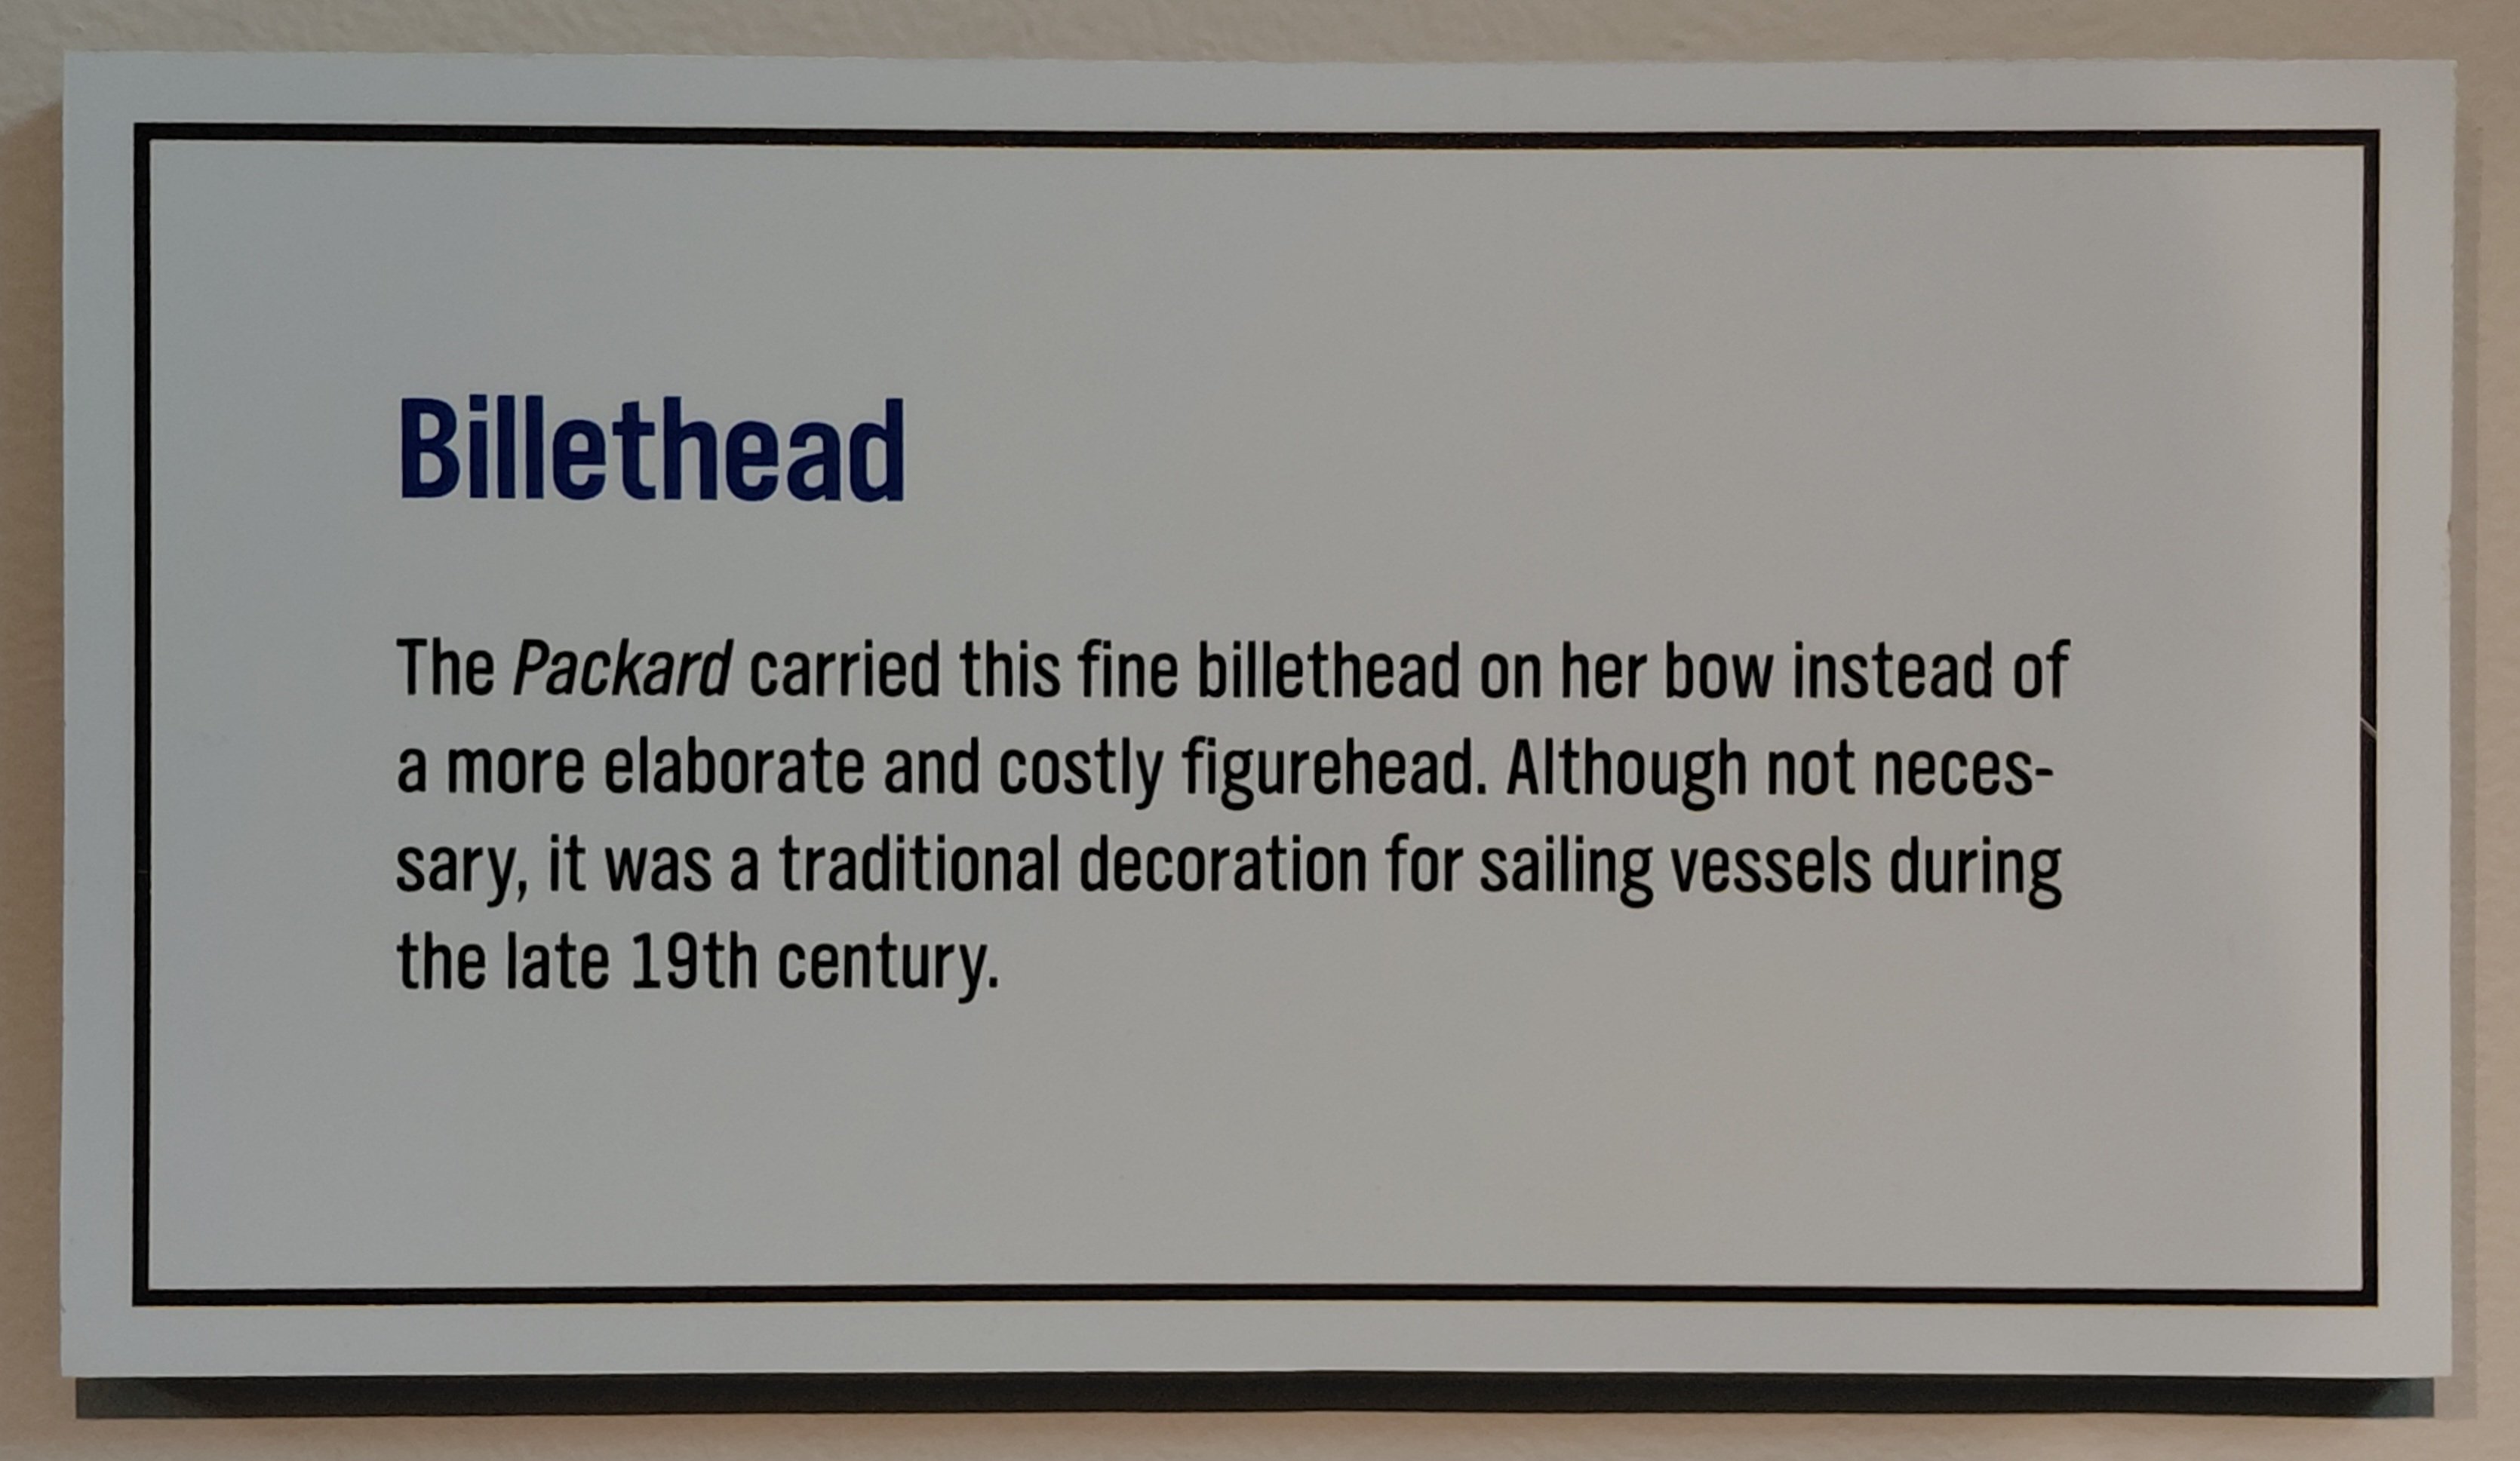 Billethead
The Packard carried this fine billethead on her bow instead of
a more elaborate and costly figurehead. Although not neces-
sary, it was a traditional decoration for sailing vessels during
the late 19th century.